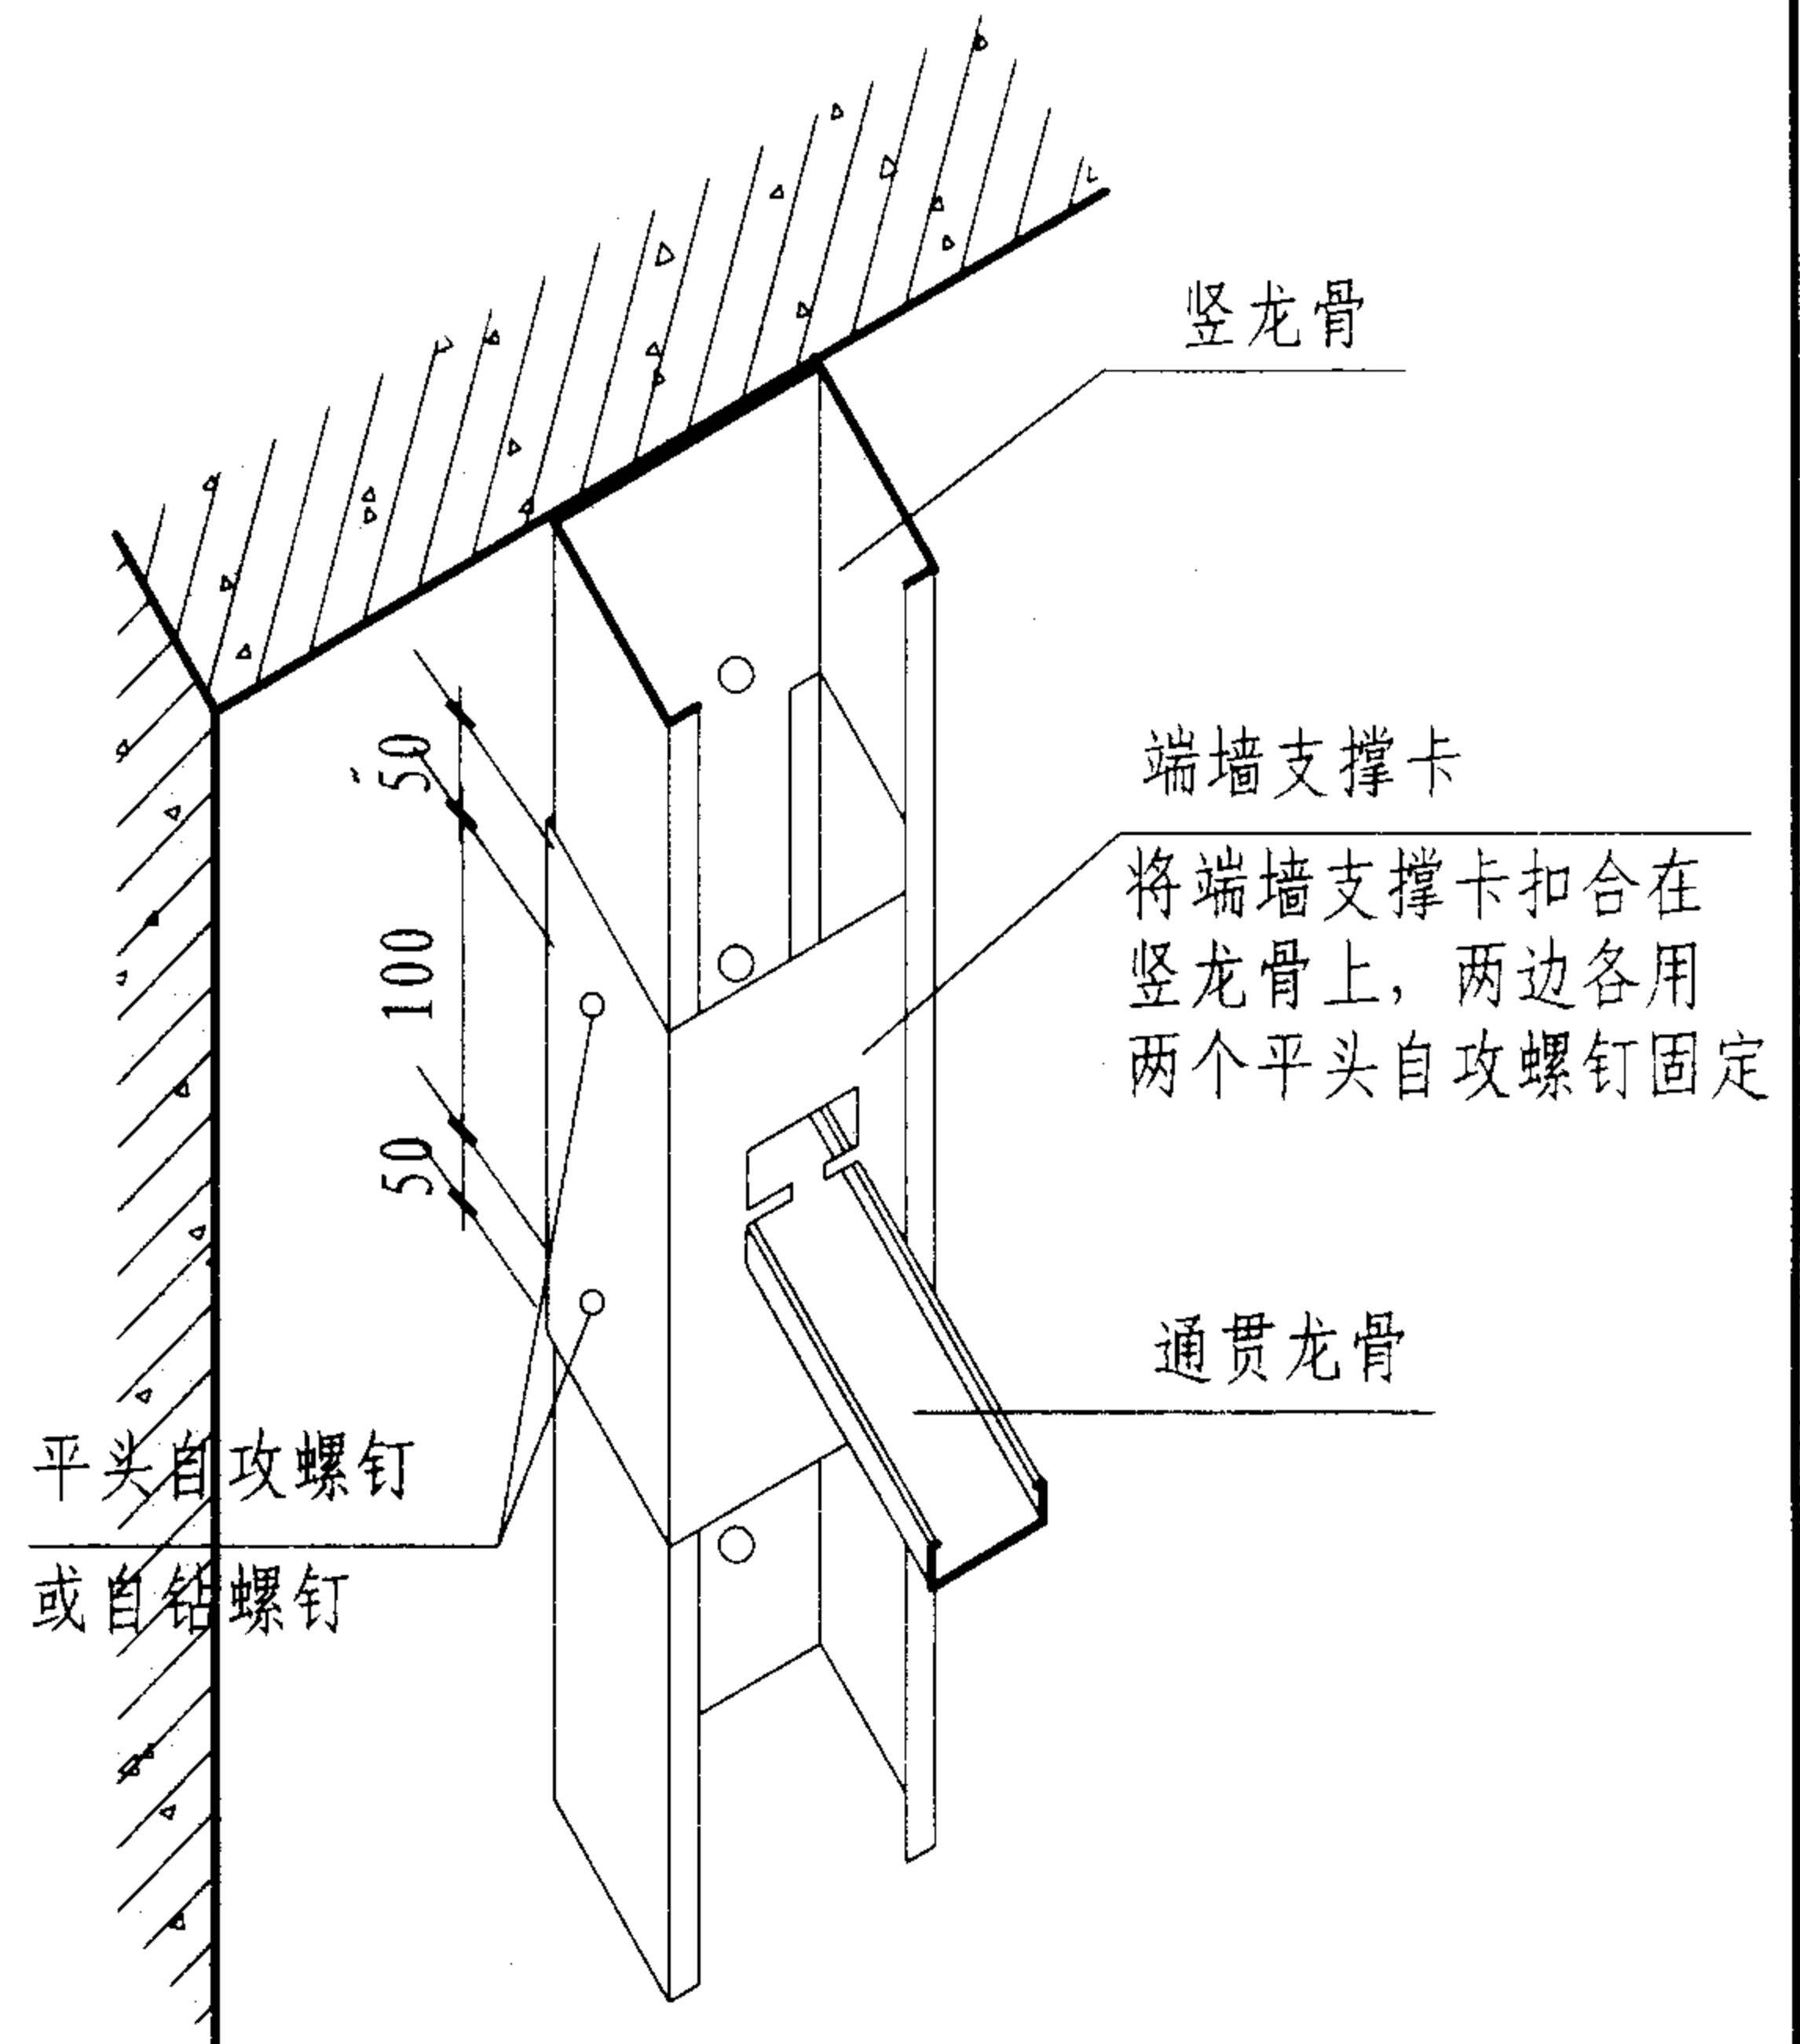 竖龙骨
端墙支撑卡
将端墙支撑卡扣合在
竖龙骨上，两边各用
两个平头自攻螺钉固定
50
100
50
通贯龙骨
平头自攻螺钉
或自钻螺钉